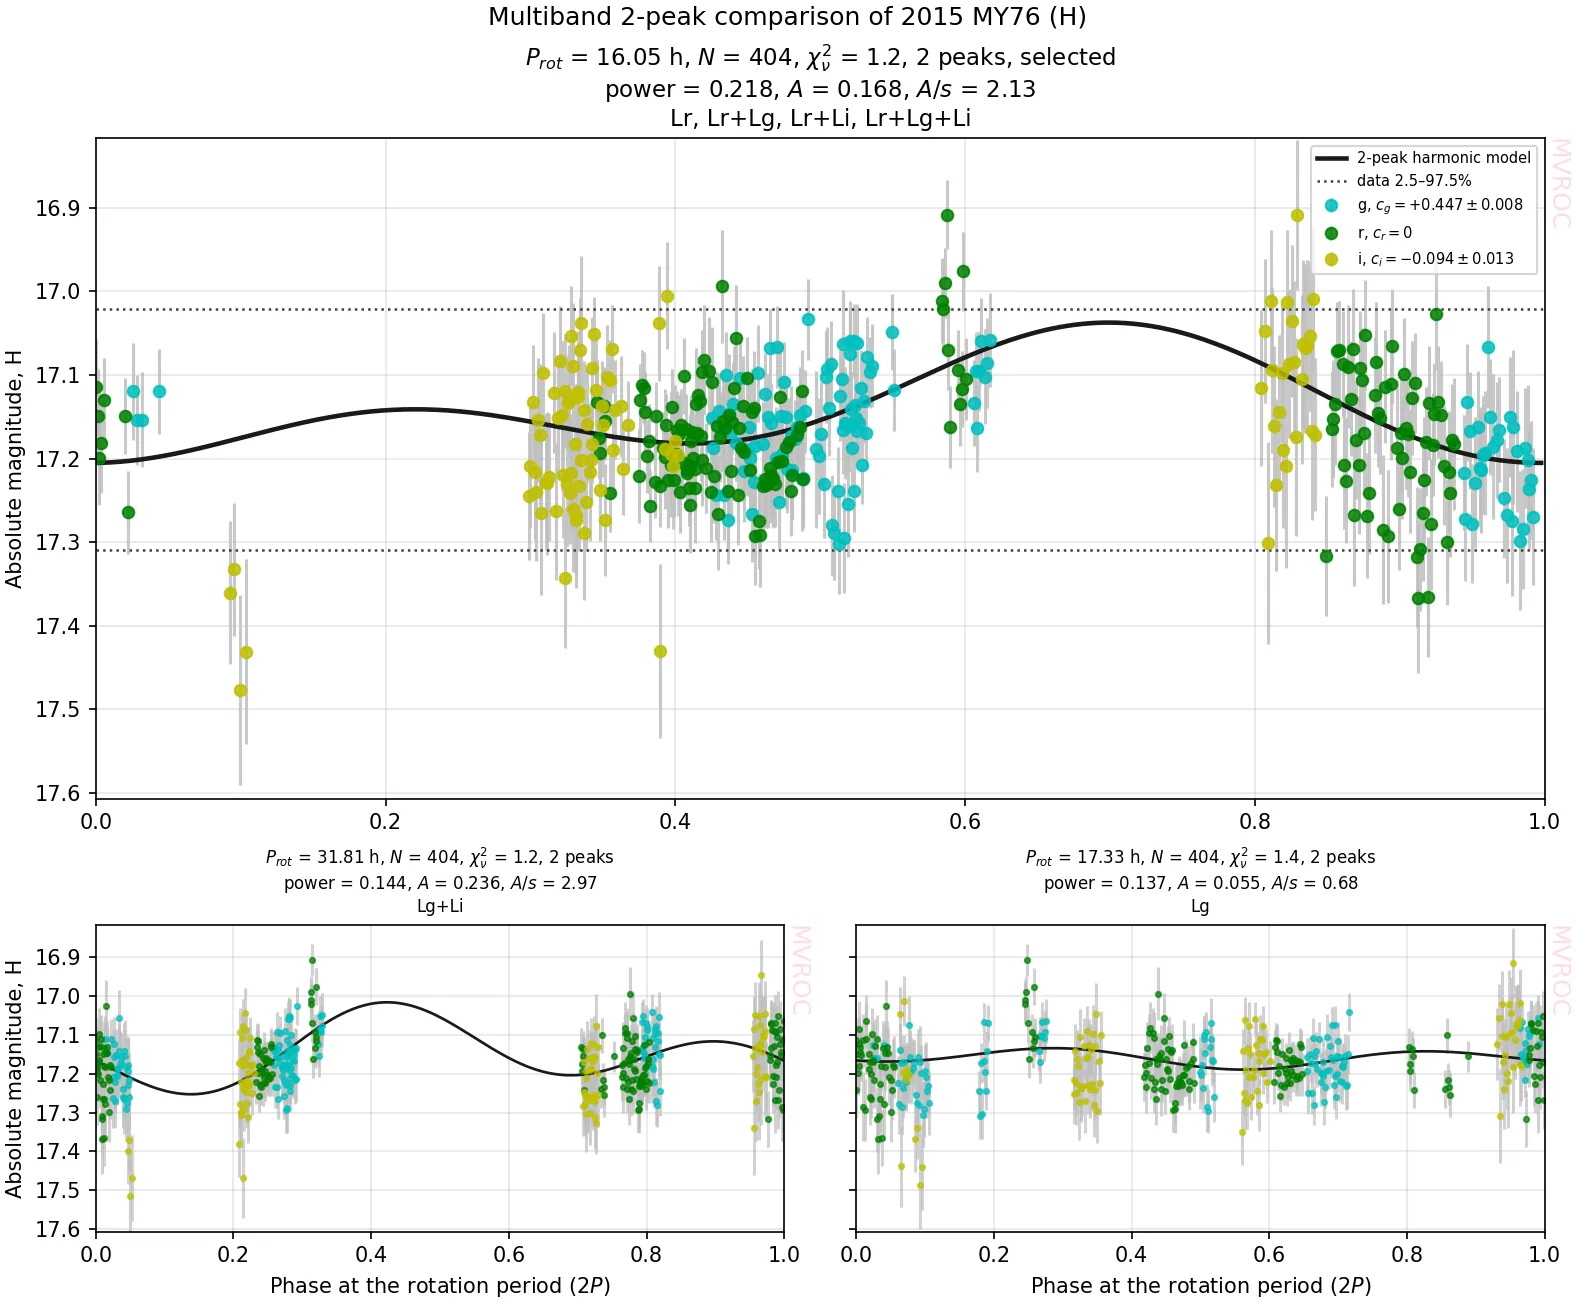 Multiband 2-peak comparison of 2015 MY76 (H)
P_rot = 16.05 h, N = 404, χ²_ν = 1.2, 2 peaks, selected
power = 0.218, A = 0.168, A/s = 2.13
Lr, Lr+Lg, Lr+Li, Lr+Lg+Li
2-peak harmonic model
data 2.5–97.5%
g, c_g = +0.447 ± 0.008
r, c_r = 0
i, c_i = −0.094 ± 0.013
MVROC
Absolute magnitude, H
16.9
17.0
17.1
17.2
17.3
17.4
17.5
17.6
0.0 0.2 0.4 0.6 0.8 1.0
P_rot = 31.81 h, N = 404, χ²_ν = 1.2, 2 peaks
power = 0.144, A = 0.236, A/s = 2.97
Lg+Li
MVROC
Absolute magnitude, H
16.9
17.0
17.1
17.2
17.3
17.4
17.5
17.6
0.0 0.2 0.4 0.6 0.8 1.0
Phase at the rotation period (2P)
P_rot = 17.33 h, N = 404, χ²_ν = 1.4, 2 peaks
power = 0.137, A = 0.055, A/s = 0.68
Lg
MVROC
0.0 0.2 0.4 0.6 0.8 1.0
Phase at the rotation period (2P)